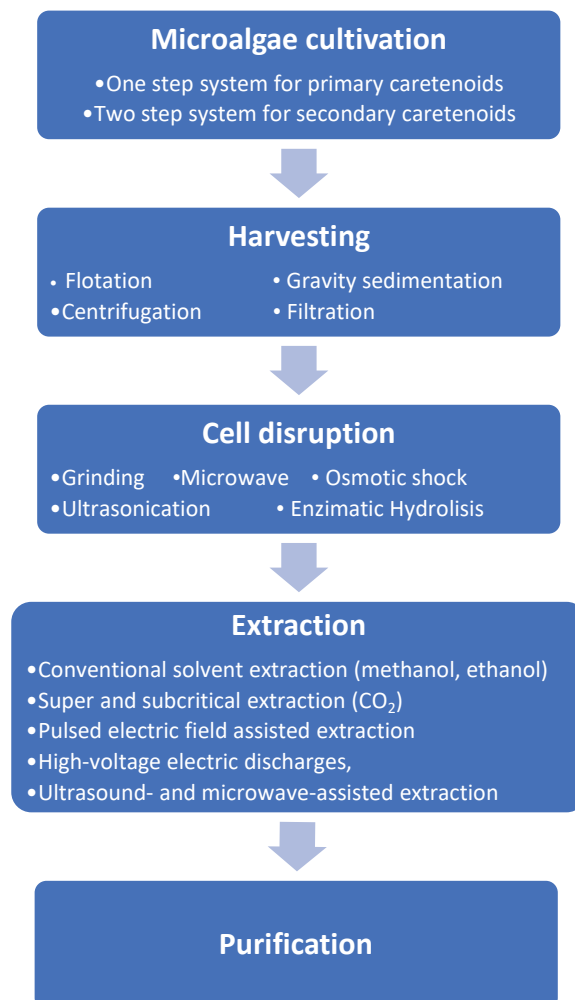 Microalgae cultivation
•One step system for primary caretenoids
•Two step system for secondary caretenoids
Harvesting
• Flotation • Gravity sedimentation
•Centrifugation • Filtration
Cell disruption
•Grinding •Microwave • Osmotic shock
•Ultrasonication • Enzimatic Hydrolisis
Extraction
•Conventional solvent extraction (methanol, ethanol)
•Super and subcritical extraction (CO₂)
•Pulsed electric field assisted extraction
•High-voltage electric discharges,
•Ultrasound- and microwave-assisted extraction
Purification